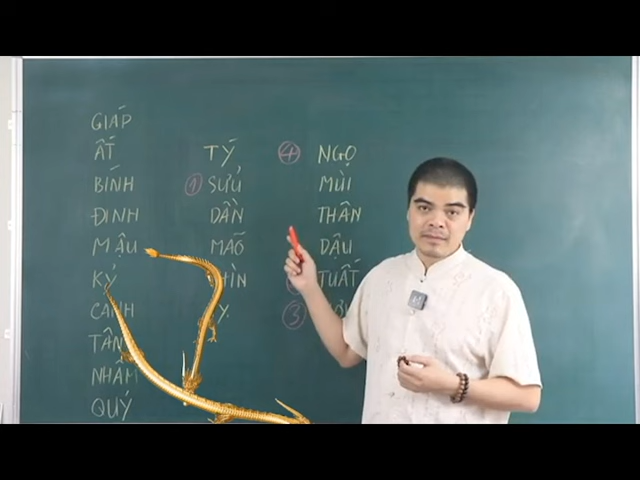 GIÁP
ẤT
BÍNH
ĐINH
MẬU
KỶ
CANH
TÂN
NHÂM
QUÝ
TÝ
① SỬU
DẦN
MÃO
④ NGỌ
MÙI
THÂN
DẬU
TUẤT
③